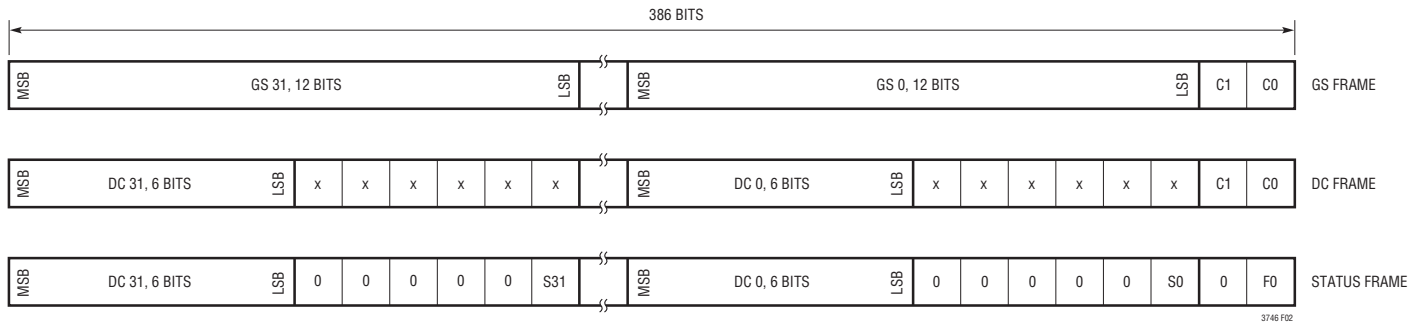 386 BITS
MSB GS 31, 12 BITS LSB MSB GS 0, 12 BITS LSB C1 C0 GS FRAME
MSB DC 31, 6 BITS LSB x x x x x x MSB DC 0, 6 BITS LSB x x x x x x C1 C0 DC FRAME
MSB DC 31, 6 BITS LSB 0 0 0 0 0 S31 MSB DC 0, 6 BITS LSB 0 0 0 0 0 S0 0 F0 STATUS FRAME
3746 F02